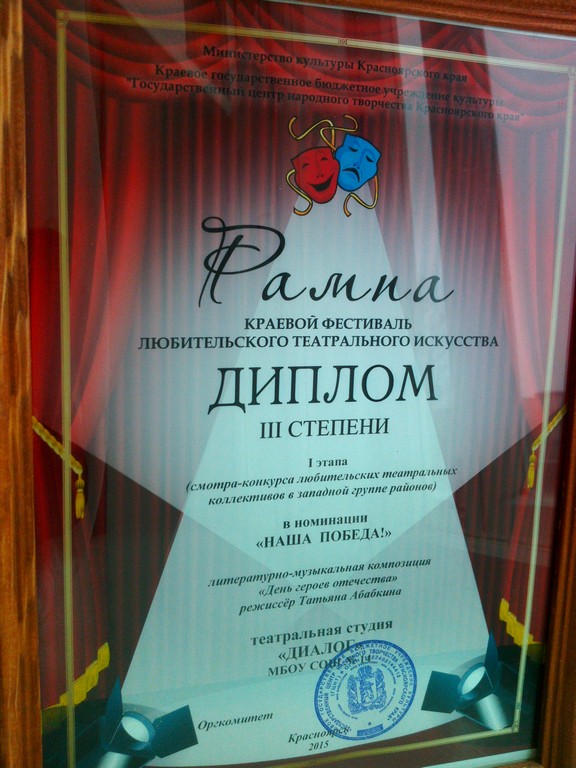 Министерство культуры Красноярского края
Краевое государственное бюджетное учреждение культуры
"Государственный центр народного творчества Красноярского края"
Рампа
КРАЕВОЙ ФЕСТИВАЛЬ
ЛЮБИТЕЛЬСКОГО ТЕАТРАЛЬНОГО ИСКУССТВА
ДИПЛОМ
III СТЕПЕНИ
I этапа
(смотра-конкурса любительских театральных
коллективов в западной группе районов)
в номинации
«НАША ПОБЕДА!»
литературно-музыкальная композиция
«День героев отечества»
режиссёр Татьяна Абабкина
театральная студия
«ДИАЛОГ
МБОУ СОШ №
Оргкомитет
Красноярск,
2015